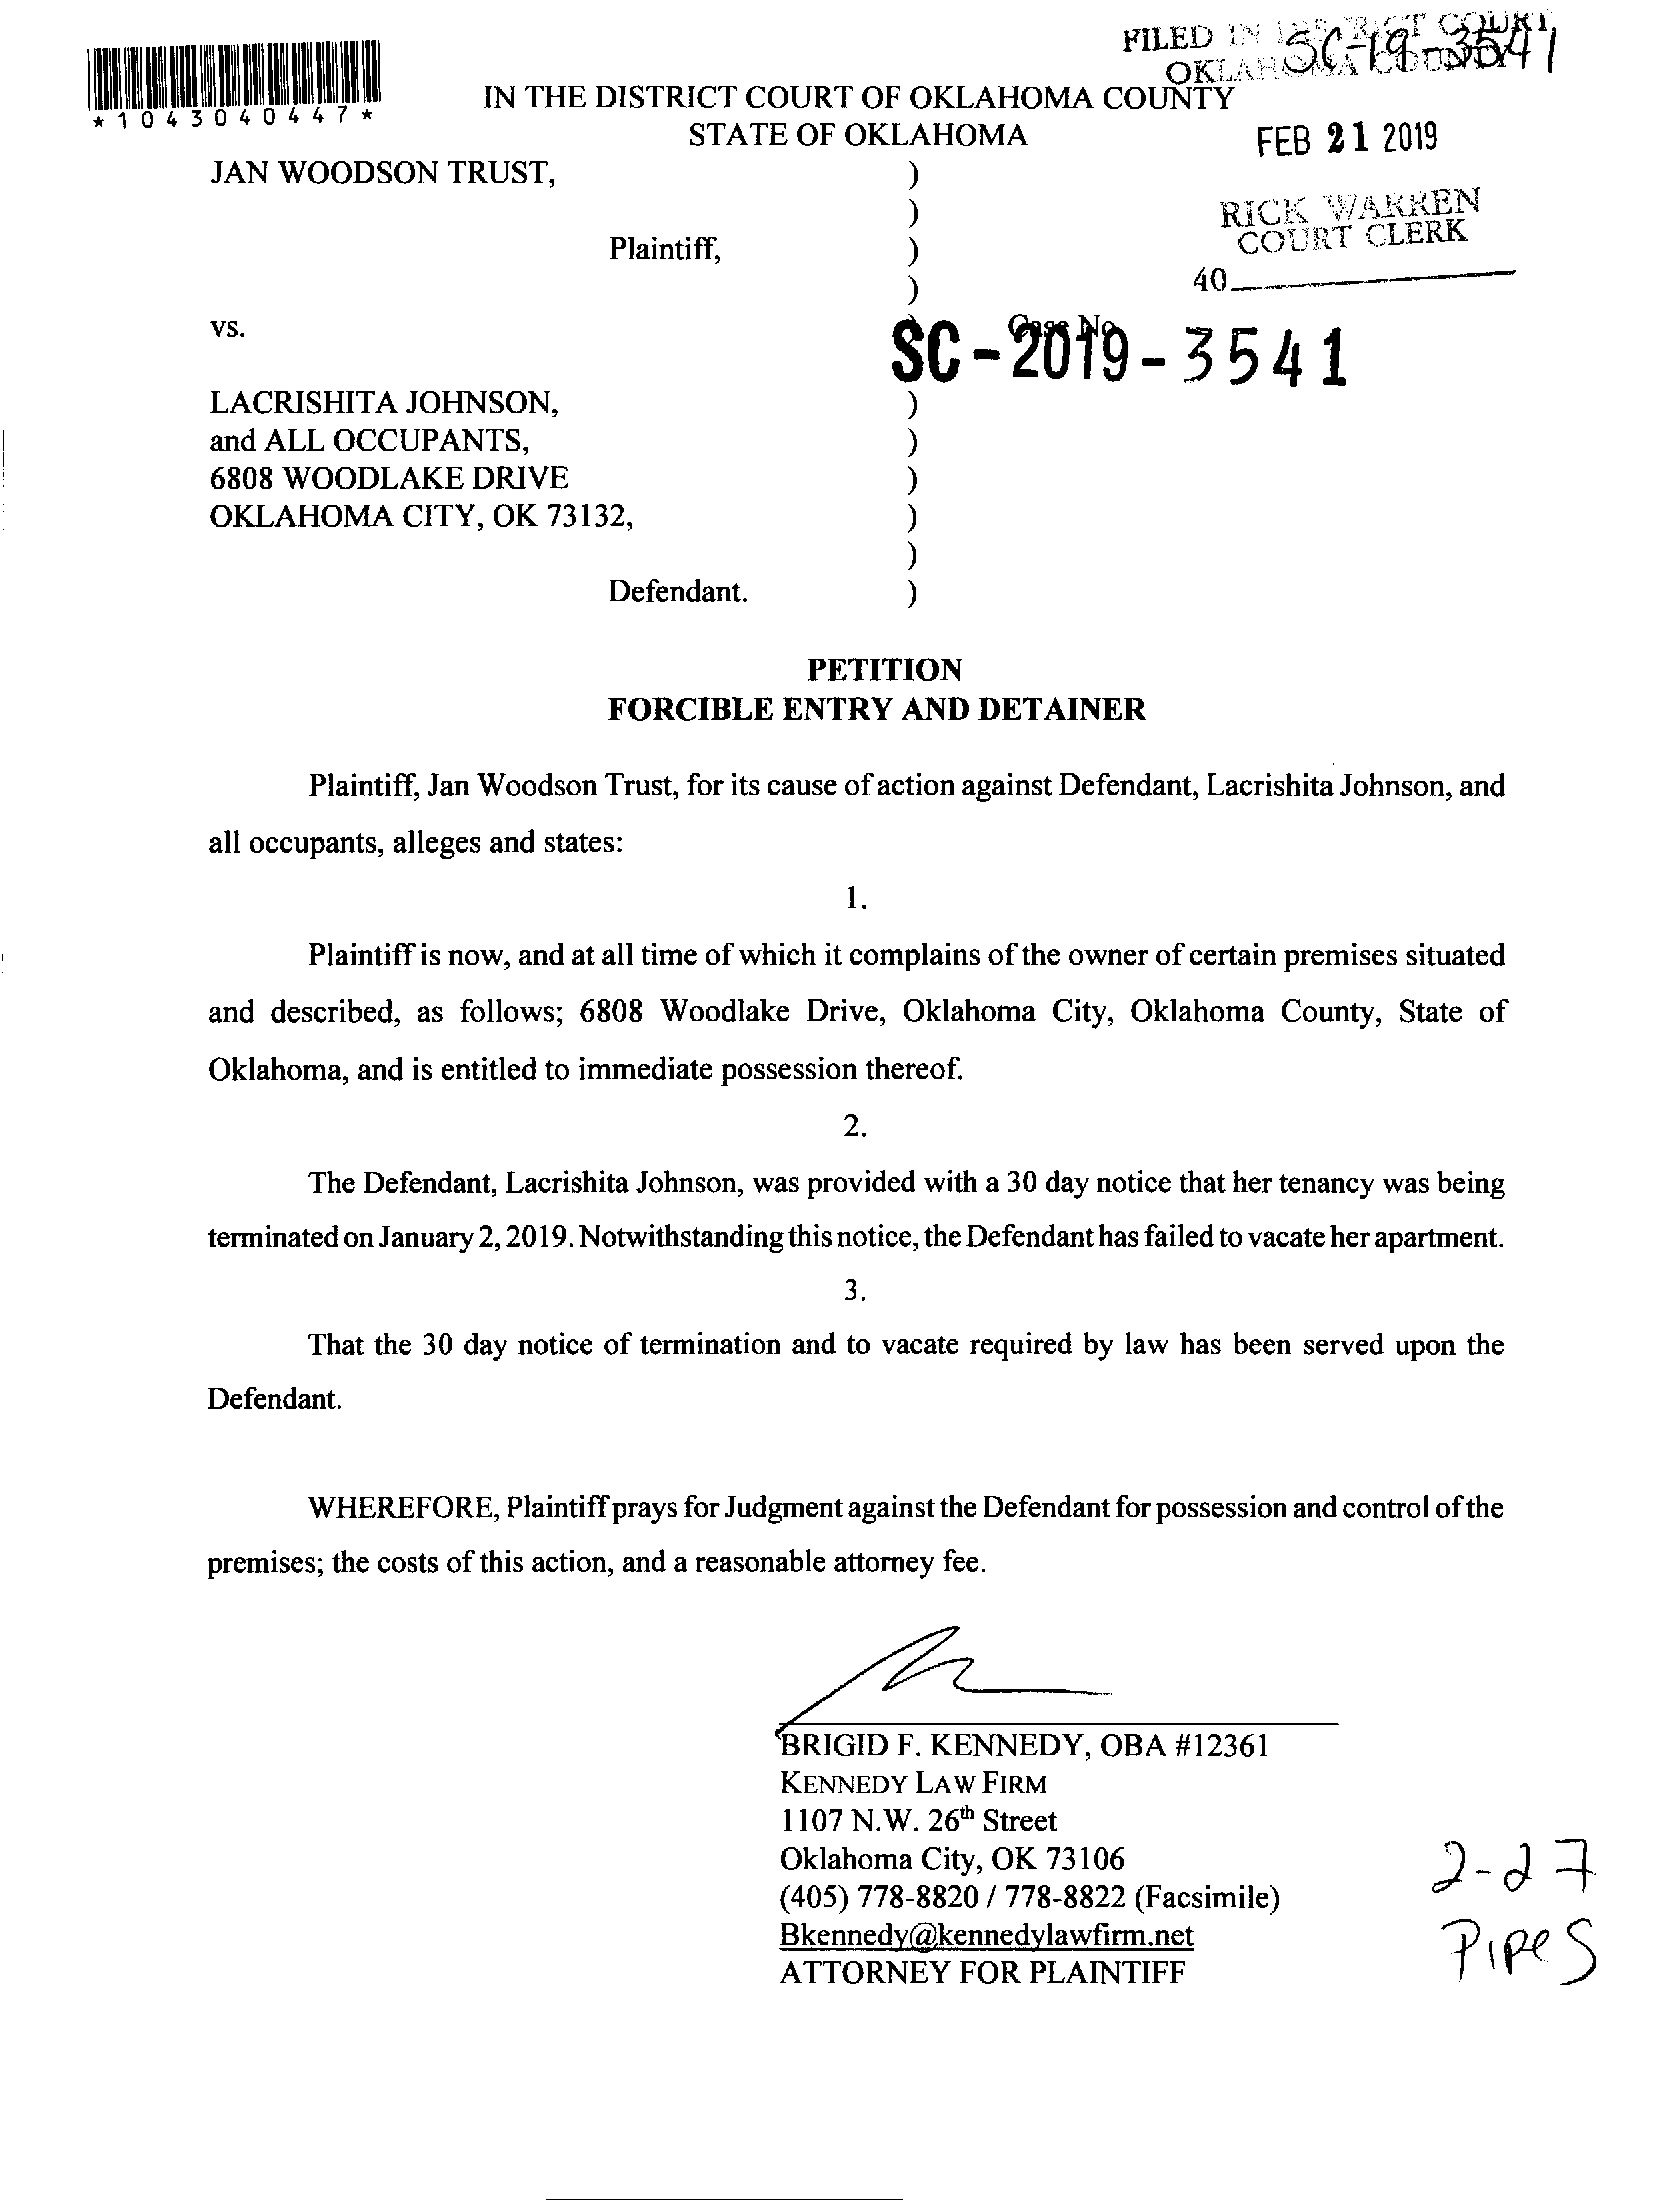 FILED IN DISTRICT COURT
OKLAHOMA COUNTY
SC-19-3541
*1043040447*
IN THE DISTRICT COURT OF OKLAHOMA COUNTY
STATE OF OKLAHOMA
FEB 21 2019
JAN WOODSON TRUST, )
)
RICK WARREN
COURT CLERK
Plaintiff, )
)
40
vs.
Case No.
SC-2019-3541
LACRISHITA JOHNSON, )
and ALL OCCUPANTS, )
6808 WOODLAKE DRIVE )
OKLAHOMA CITY, OK 73132, )
)
Defendant. )
PETITION
FORCIBLE ENTRY AND DETAINER
Plaintiff, Jan Woodson Trust, for its cause of action against Defendant, Lacrishita Johnson, and
all occupants, alleges and states:
1.
Plaintiff is now, and at all time of which it complains of the owner of certain premises situated
and described, as follows; 6808 Woodlake Drive, Oklahoma City, Oklahoma County, State of
Oklahoma, and is entitled to immediate possession thereof.
2.
The Defendant, Lacrishita Johnson, was provided with a 30 day notice that her tenancy was being
terminated on January 2, 2019. Notwithstanding this notice, the Defendant has failed to vacate her apartment.
3.
That the 30 day notice of termination and to vacate required by law has been served upon the
Defendant.
WHEREFORE, Plaintiff prays for Judgment against the Defendant for possession and control of the
premises; the costs of this action, and a reasonable attorney fee.
BRIGID F. KENNEDY, OBA #12361
KENNEDY LAW FIRM
1107 N.W. 26th Street
Oklahoma City, OK 73106
(405) 778-8820 / 778-8822 (Facsimile)
Bkennedy@kennedylawfirm.net
ATTORNEY FOR PLAINTIFF
2-27
Pipes